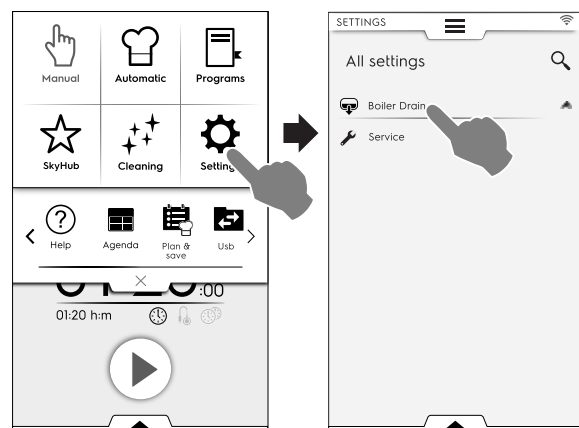 Manual
Automatic
Programs
SkyHub
Cleaning
Setting
Help
Agenda
Plan &
save
Usb
:00
01:20 h:m
SETTINGS
All settings
Boiler Drain
Service